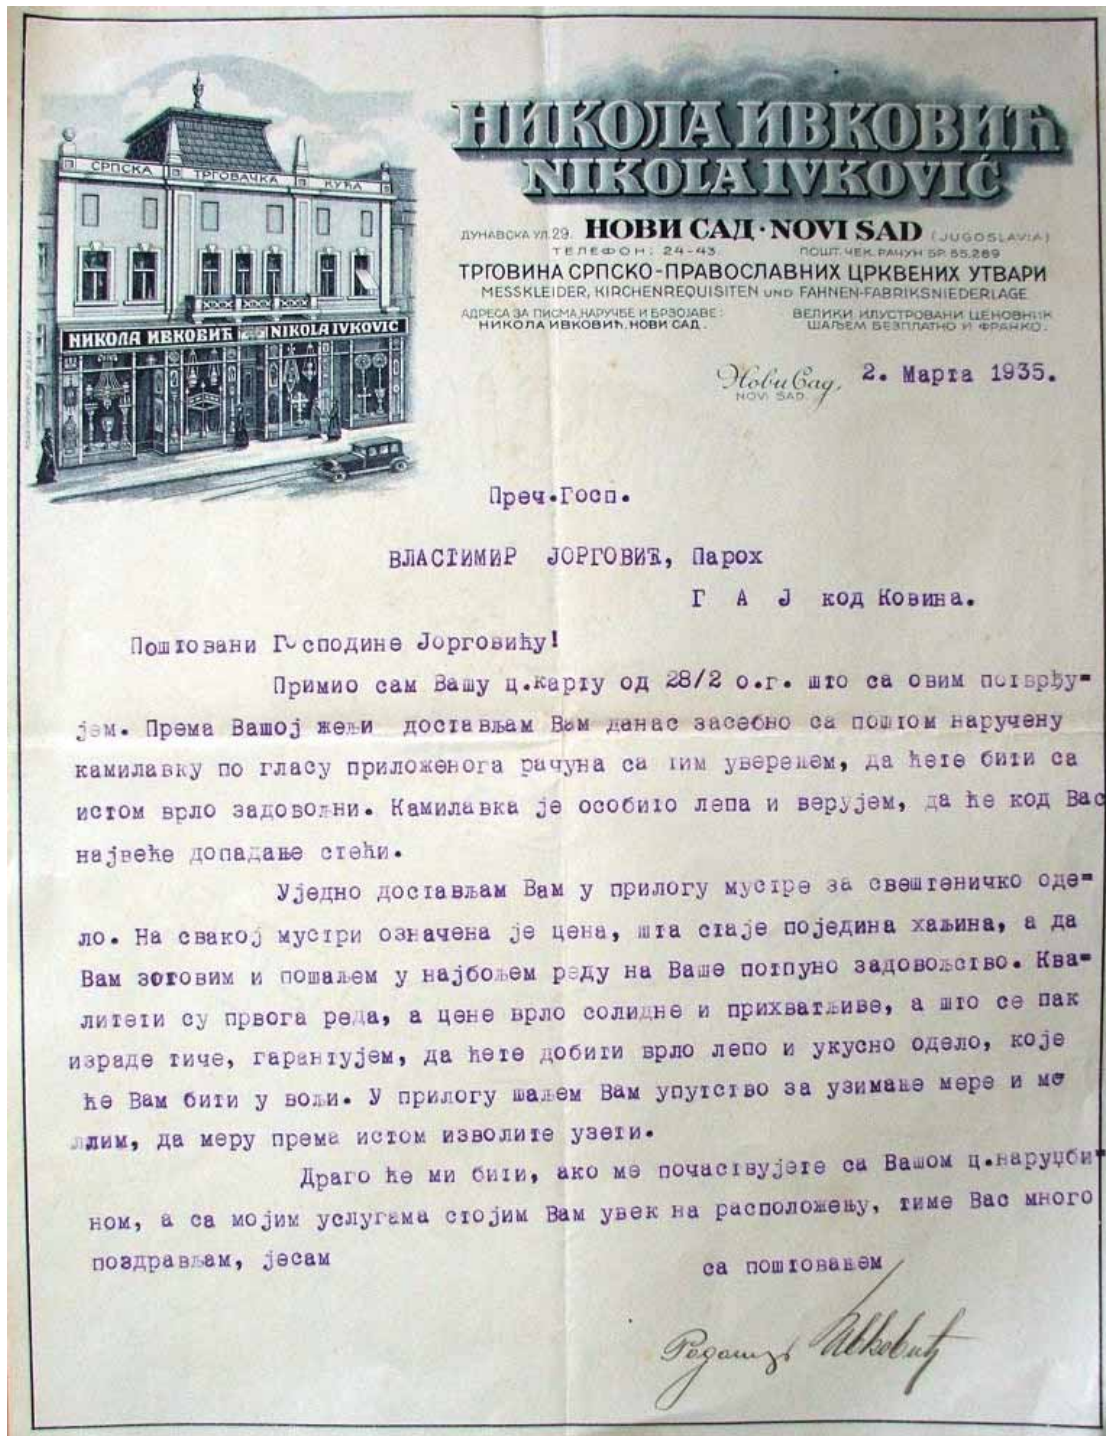 СРПСКА ТРГОВАЧКА КУЋА
НИКОЛА ИВКОВИЋ NIKOLA IVKOVIC
НИКОЛА ИВКОВИЋ
NIKOLA IVKOVIĆ
ДУНАВСКА УЛ. 29. НОВИ САД · NOVI SAD (JUGOSLAVIA)
ТЕЛЕФОН: 24-43. ПОШТ. ЧЕК. РАЧУН БР. 55.289
ТРГОВИНА СРПСКО-ПРАВОСЛАВНИХ ЦРКВЕНИХ УТВАРИ
MESSKLEIDER, KIRCHENREQUISITEN UND FAHNEN-FABRIKSNIEDERLAGE
АДРЕСА ЗА ПИСМА, НАРУЧБЕ И БРЗОЈАВЕ: ВЕЛИКИ ИЛУСТРОВАНИ ЦЕНОВНИК
НИКОЛА ИВКОВИЋ, НОВИ САД. ШАЉЕМ БЕЗПЛАТНО И ФРАНКО.
Нови Сад, 2. Марта 1935.
NOVI SAD.
Преч.Госп.
ВЛАСТИМИР ЈОРГОВИЋ, Парох
Г А Ј код Ковина.
Поштовани Господине Јорговићу!
Примио сам Вашу ц.карту од 28/2 о.г. што са овим потврђу-
јем. Према Вашој жељи достављам Вам данас засебно са поштом наручену
камилавку по гласу приложенога рачуна са тим уверењем, да ћете бити са
истом врло задовољни. Камилавка је особито лепа и верујем, да ће код Вас
највеће допадање стећи.
Уједно достављам Вам у прилогу мустре за свештеничко оде-
ло. На свакој мустри означена је цена, шта стаје поједина хаљина, а да
Вам зготовим и пошаљем у најбољем реду на Ваше потпуно задовољство. Ква-
литети су првога реда, а цене врло солидне и прихватљиве, а што се пак
израде тиче, гарантујем, да ћете добити врло лепо и укусно одело, које
ће Вам бити у вољи. У прилогу шаљем Вам упутство за узимање мере и мо
лим, да меру према истом изволите узети.
Драго ће ми бити, ако ме почаствујете са Вашом ц.наруџби-
ном, а са мојим услугама стојим Вам увек на расположењу, тиме Вас много
поздрављам, јесам са поштовањем
Ивковић